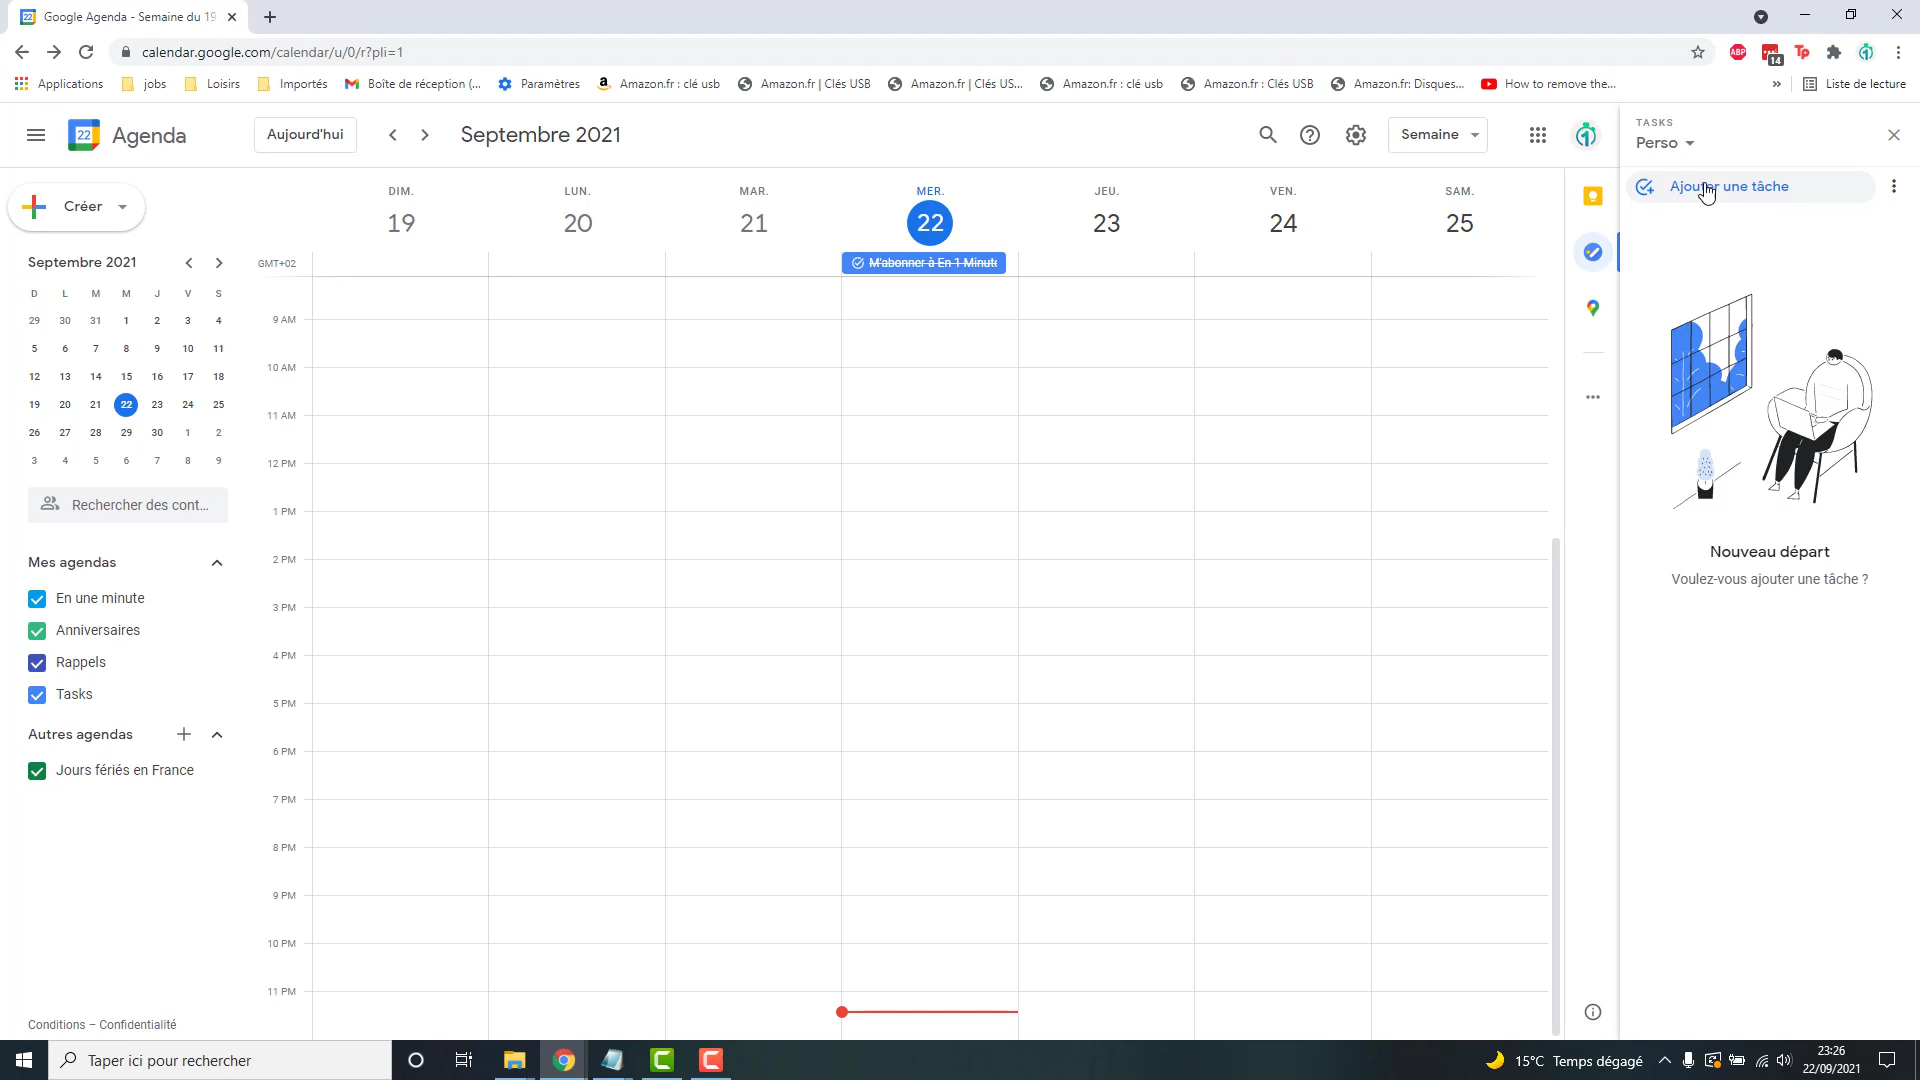 Google Agenda - Semaine du 19
calendar.google.com/calendar/u/0/r?pli=1
ABP
14
Tp
Applications
jobs
Loisirs
Importés
Boîte de réception (...
Paramètres
Amazon.fr : clé usb
Amazon.fr | Clés USB
Amazon.fr | Clés US...
Amazon.fr : clé usb
Amazon.fr : Clés USB
Amazon.fr: Disques...
How to remove the...
»
Liste de lecture
22
Agenda
Aujourd'hui
Septembre 2021
Semaine
TASKS
Perso
Créer
DIM.
19
LUN.
20
MAR.
21
MER.
22
JEU.
23
VEN.
24
SAM.
25
Ajouter une tâche
GMT+02
M'abonner à En 1 Minute
Septembre 2021
D L M M J V S
29 30 31 1 2 3 4
5 6 7 8 9 10 11
12 13 14 15 16 17 18
19 20 21 22 23 24 25
26 27 28 29 30 1 2
3 4 5 6 7 8 9
Rechercher des cont...
Mes agendas
En une minute
Anniversaires
Rappels
Tasks
Autres agendas
Jours fériés en France
Conditions – Confidentialité
9 AM
10 AM
11 AM
12 PM
1 PM
2 PM
3 PM
4 PM
5 PM
6 PM
7 PM
8 PM
9 PM
10 PM
11 PM
Nouveau départ
Voulez-vous ajouter une tâche ?
Taper ici pour rechercher
15°C Temps dégagé
23:26
22/09/2021